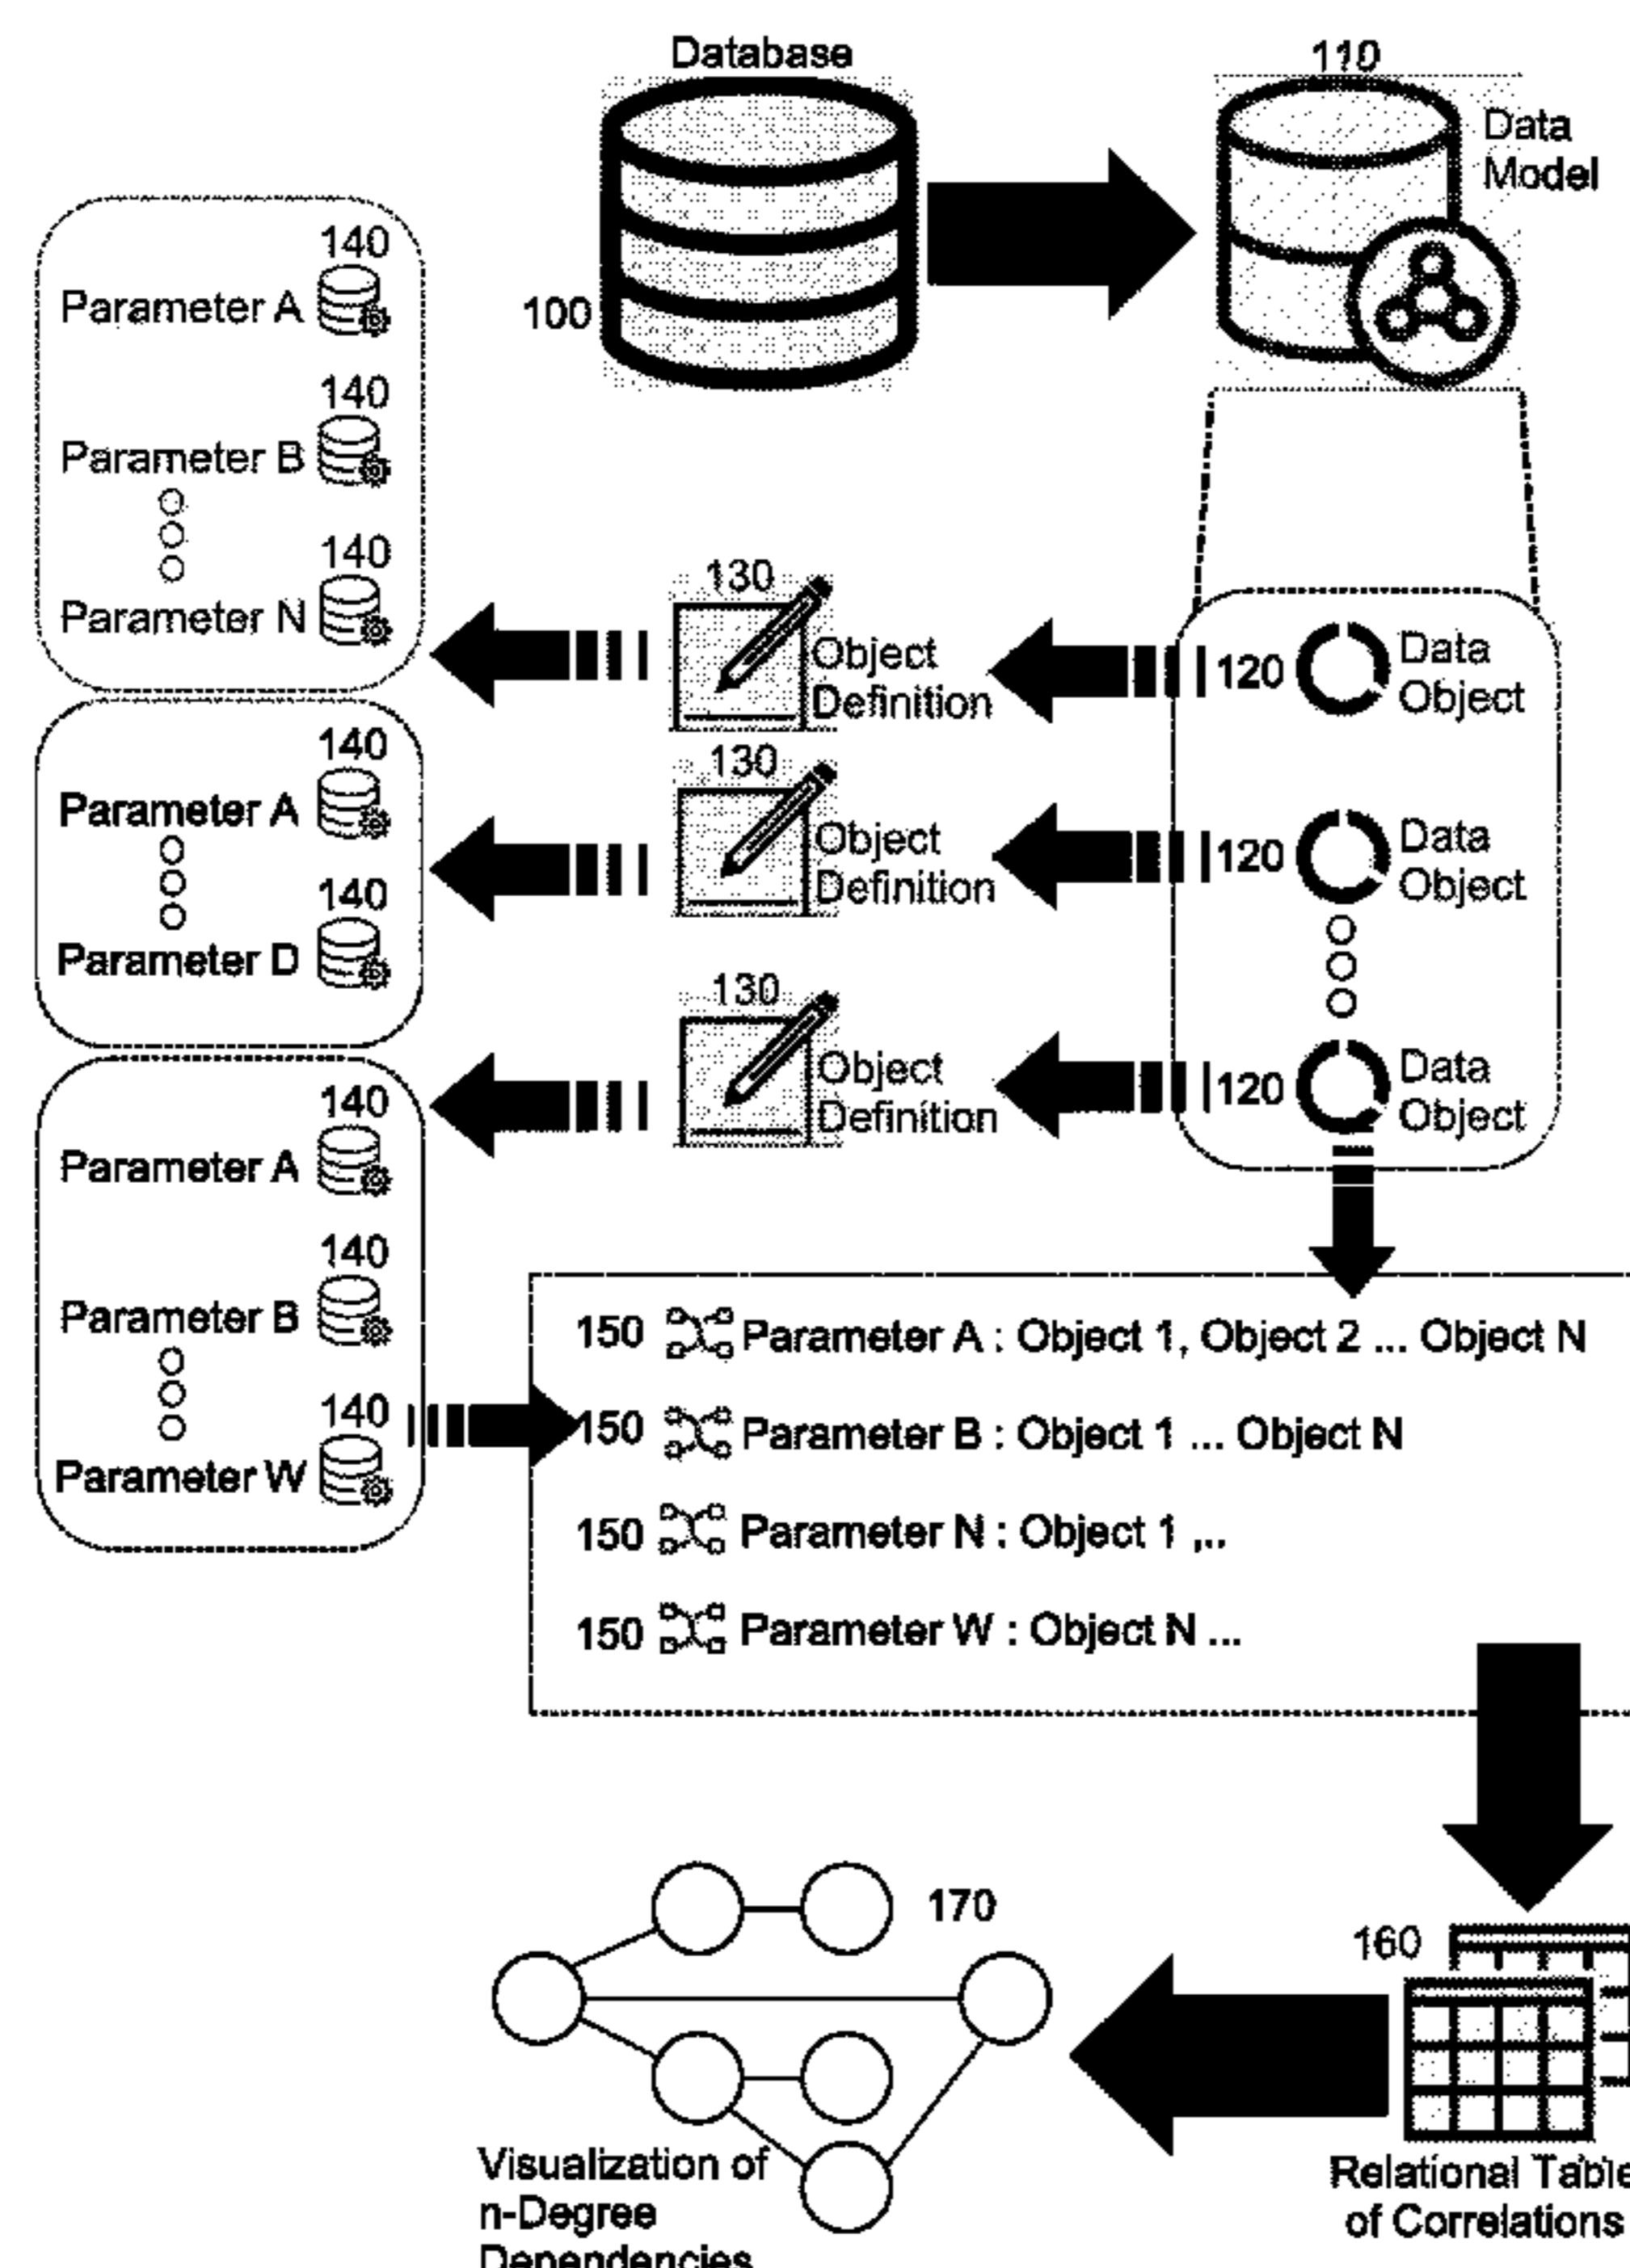 Database
110
Data
Model
100
140
Parameter A
140
Parameter B
140
Parameter N
130
Object
Definition
120
Data
Object
140
Parameter A
140
Parameter D
130
Object
Definition
120
Data
Object
130
Object
Definition
120
Data
Object
140
Parameter A
140
Parameter B
140
Parameter W
150 Parameter A : Object 1, Object 2 ... Object N
150 Parameter B : Object 1 ... Object N
150 Parameter N : Object 1 ,..
150 Parameter W : Object N ...
170
160
Visualization of
n-Degree
Dependencies
Relational Table
of Correlations